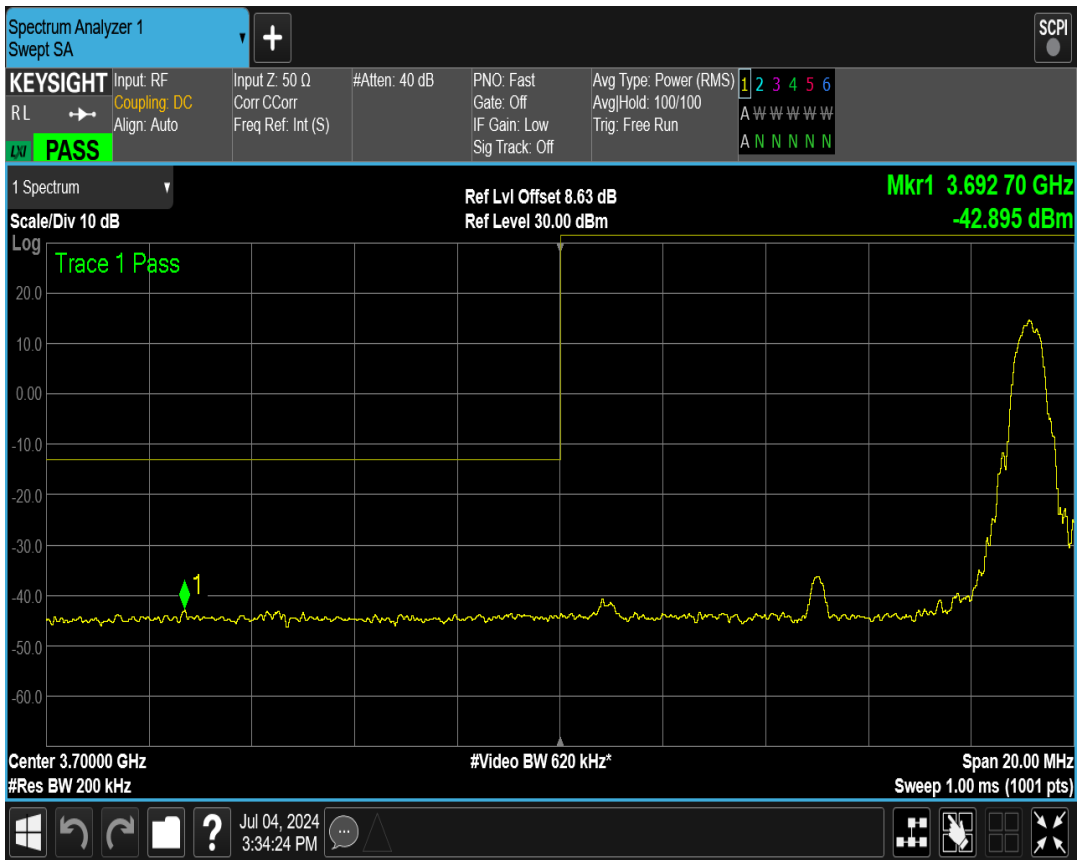 Spectrum Analyzer 1
Swept SA
+
SCPI
KEYSIGHT
RL
LXI PASS
Input: RF
Coupling: DC
Align: Auto
Input Z: 50 Ω
Corr CCorr
Freq Ref: Int (S)
#Atten: 40 dB
PNO: Fast
Gate: Off
IF Gain: Low
Sig Track: Off
Avg Type: Power (RMS)
Avg|Hold: 100/100
Trig: Free Run
1 2 3 4 5 6
A W W W W W
A N N N N N
1 Spectrum
Scale/Div 10 dB
Ref Lvl Offset 8.63 dB
Ref Level 30.00 dBm
Mkr1 3.692 70 GHz
-42.895 dBm
Log
Trace 1 Pass
20.0
10.0
0.00
-10.0
-20.0
-30.0
-40.0
1
-50.0
-60.0
Center 3.70000 GHz
#Res BW 200 kHz
#Video BW 620 kHz*
Span 20.00 MHz
Sweep 1.00 ms (1001 pts)
?
Jul 04, 2024
3:34:24 PM